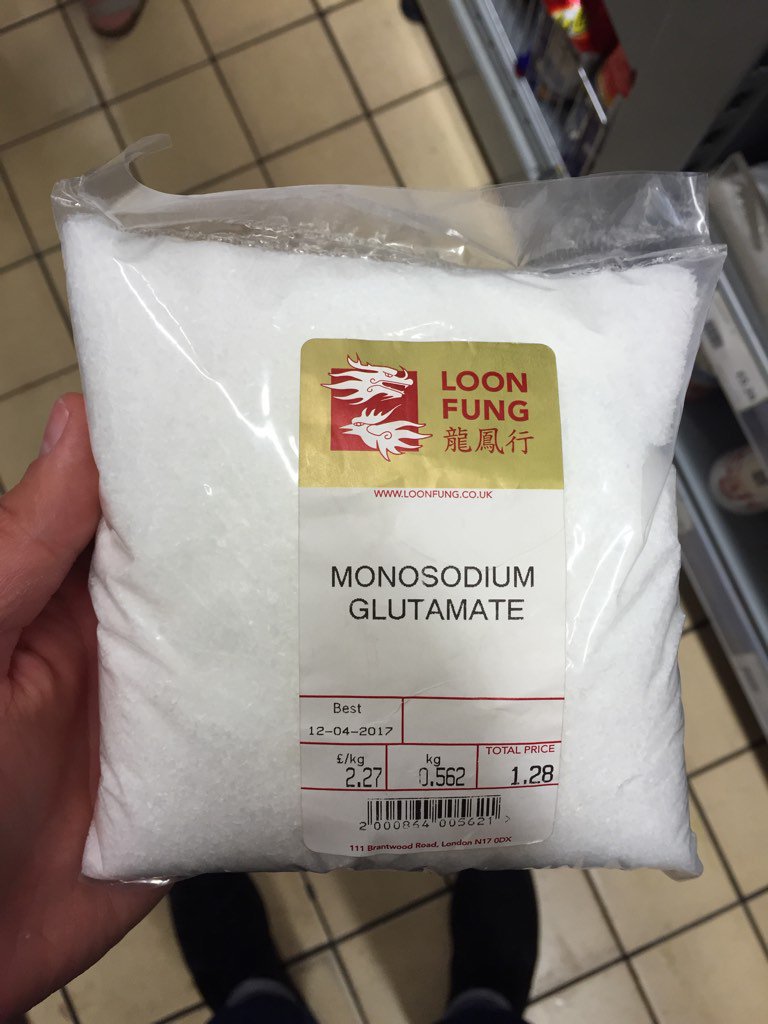 LOON
FUNG
龍鳳行
WWW.LOONFUNG.CO.UK
MONOSODIUM
GLUTAMATE
Best
12-04-2017
£/kg kg TOTAL PRICE
2.27 0.562 1.28
2 000864 005621 >
111 Brantwood Road, London N17 0DX